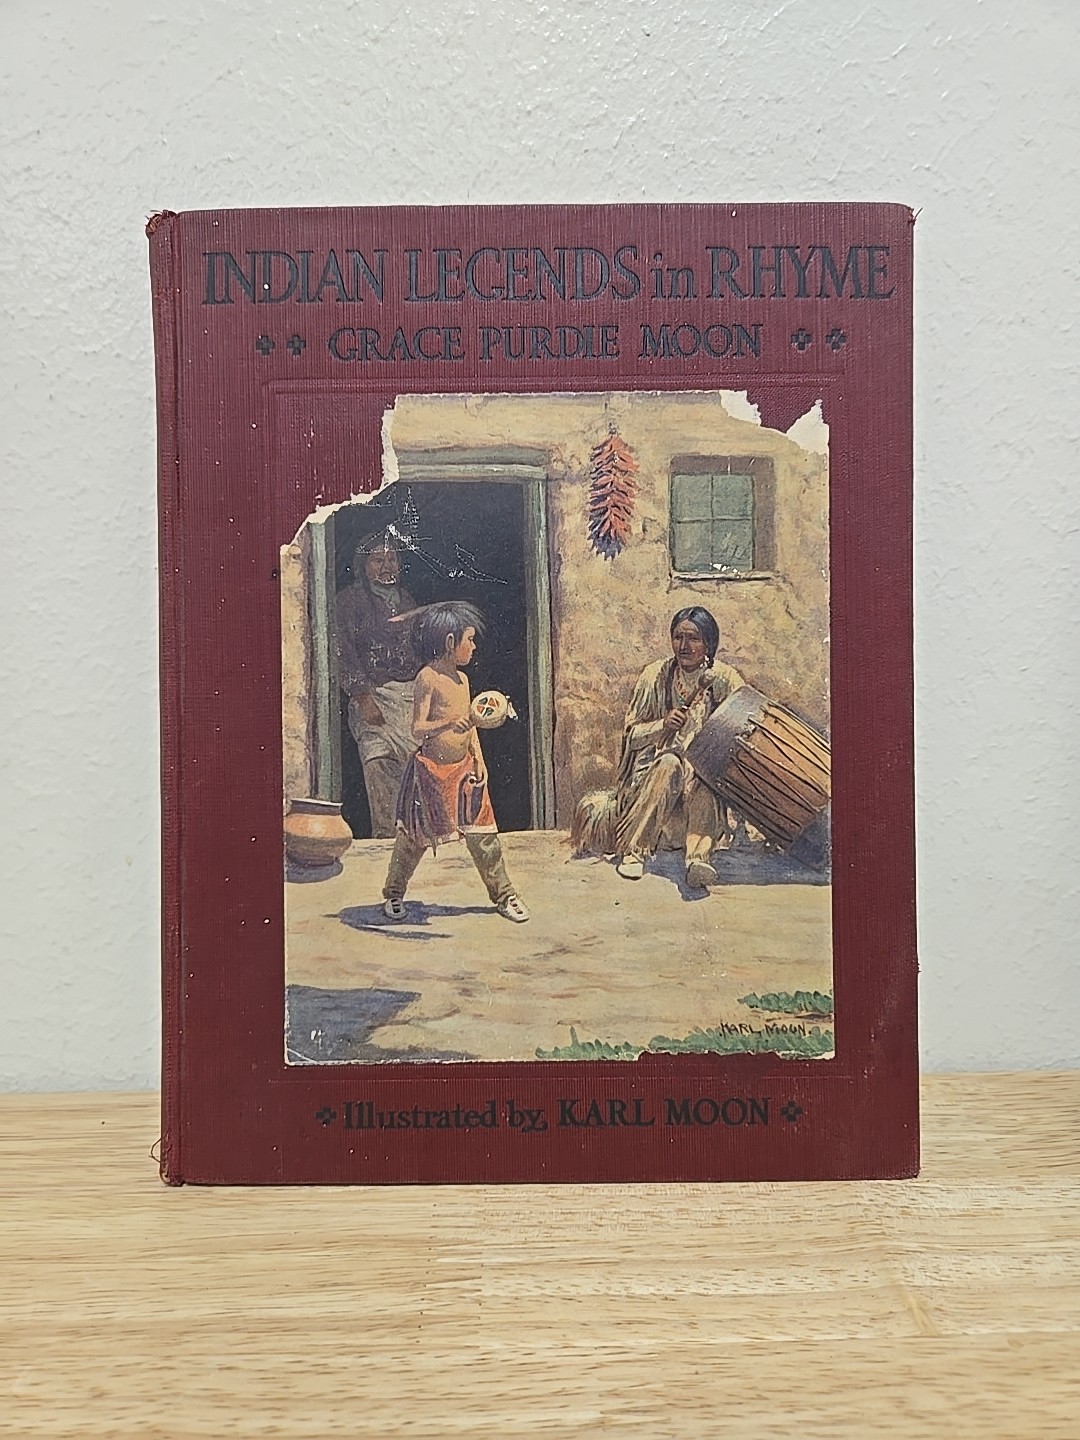 INDIAN LEGENDS in RHYME
GRACE PURDIE MOON
KARL MOON.
Illustrated by KARL MOON